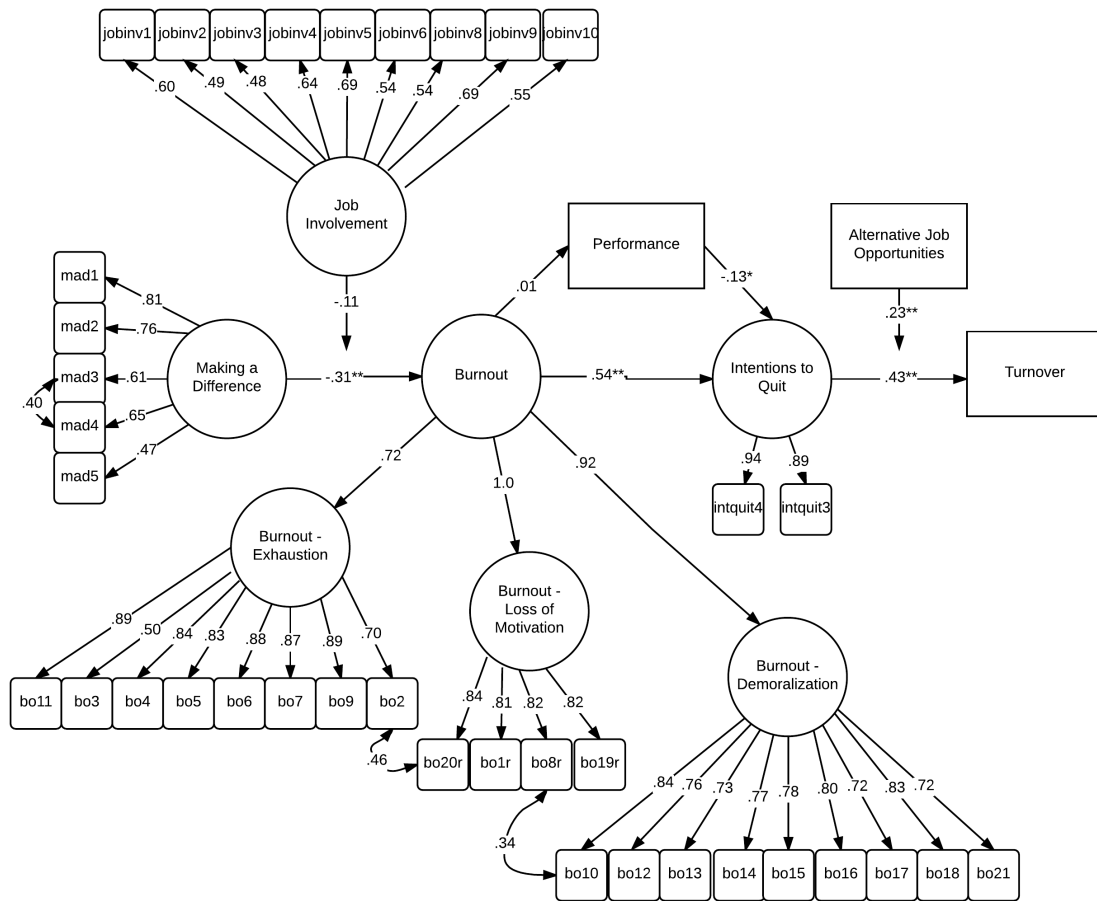 jobinv1 jobinv2 jobinv3 jobinv4 jobinv5 jobinv6 jobinv8 jobinv9 jobinv10
.60 .49 .48 .64 .69 .54 .54 .69 .55
Job
Involvement
-.11
Performance
Alternative Job
Opportunities
.01
-.13*
.23**
mad1
mad2
mad3
mad4
mad5
.81
.76
.61
.65
.47
.40
Making a
Difference
-.31**
Burnout
.54**
Intentions to
Quit
.43**
Turnover
.94 .89
intquit4 intquit3
.72
1.0
.92
Burnout -
Exhaustion
.89 .50 .84 .83 .88 .87 .89 .70
bo11 bo3 bo4 bo5 bo6 bo7 bo9 bo2
.46
Burnout -
Loss of
Motivation
.84 .81 .82 .82
bo20r bo1r bo8r bo19r
.34
Burnout -
Demoralization
.84 .76 .73 .77 .78 .80 .72 .83 .72
bo10 bo12 bo13 bo14 bo15 bo16 bo17 bo18 bo21